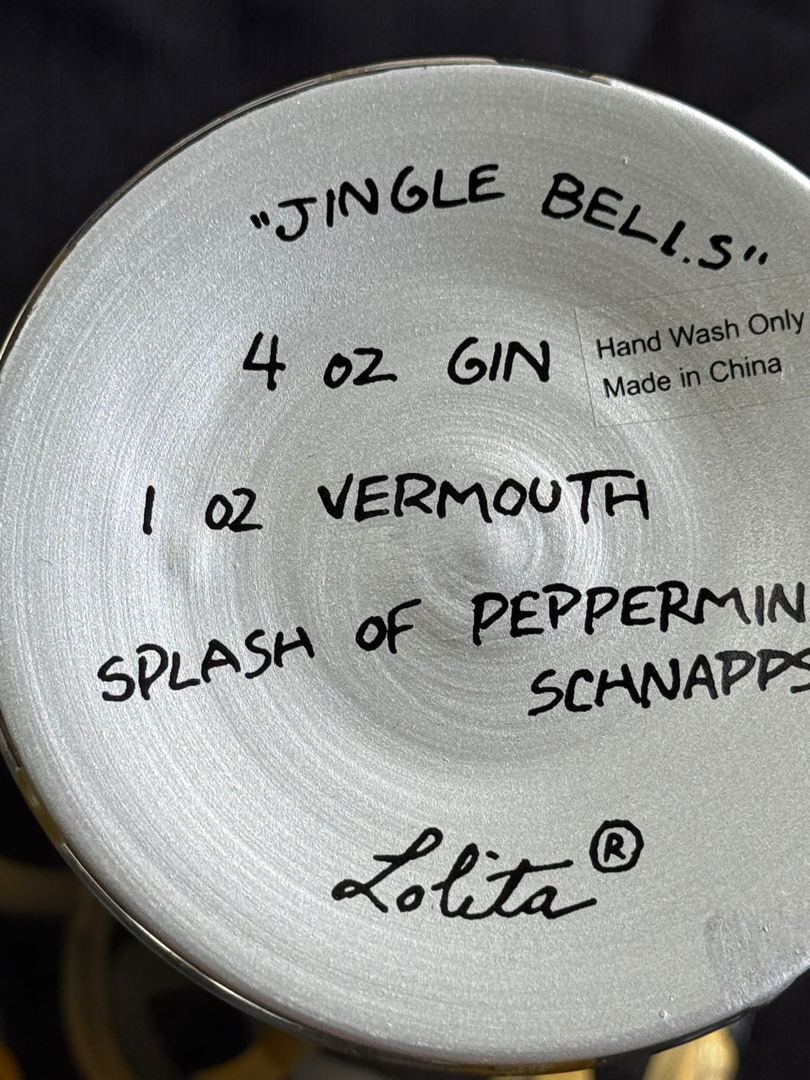 "JINGLE BELLS"
4 OZ GIN
Hand Wash Only
Made in China
1 OZ VERMOUTH
SPLASH OF PEPPERMIN
SCHNAPPS
Lolita®